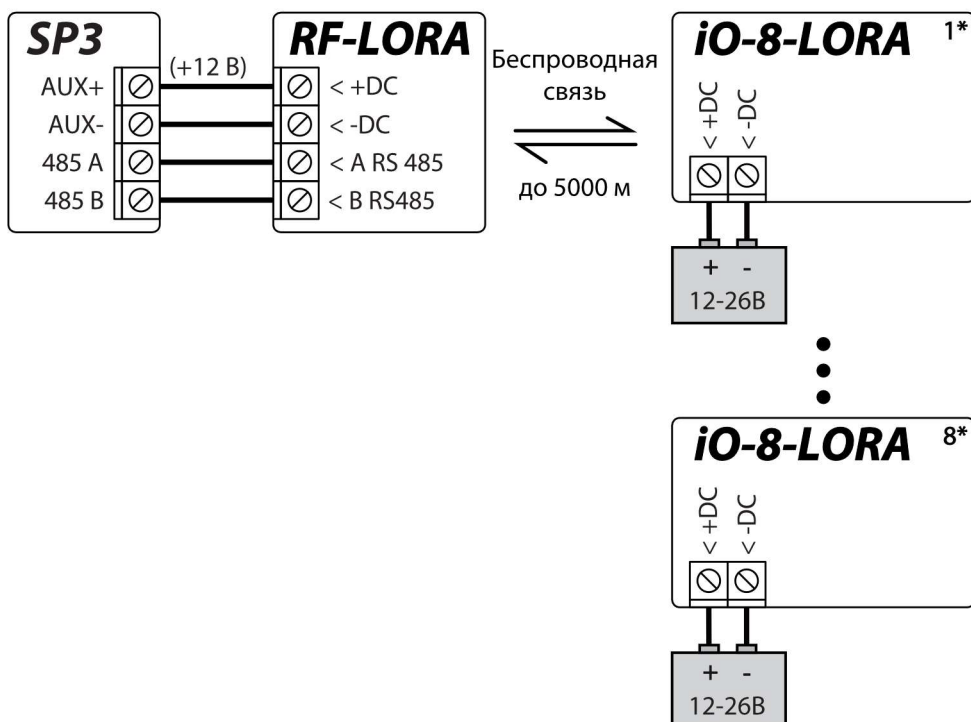 SP3
AUX+
AUX-
485 A
485 B
(+12 В)
RF-LORA
< +DC
< -DC
< A RS 485
< B RS485
Беспроводная
связь
до 5000 м
iO-8-LORA 1*
< +DC
< -DC
+ -
12-26В
iO-8-LORA 8*
< +DC
< -DC
+ -
12-26В